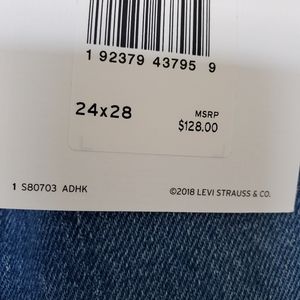 1 92379 43795 9
24x28
MSRP
$128.00
1 S80703 ADHK
©2018 LEVI STRAUSS & CO.